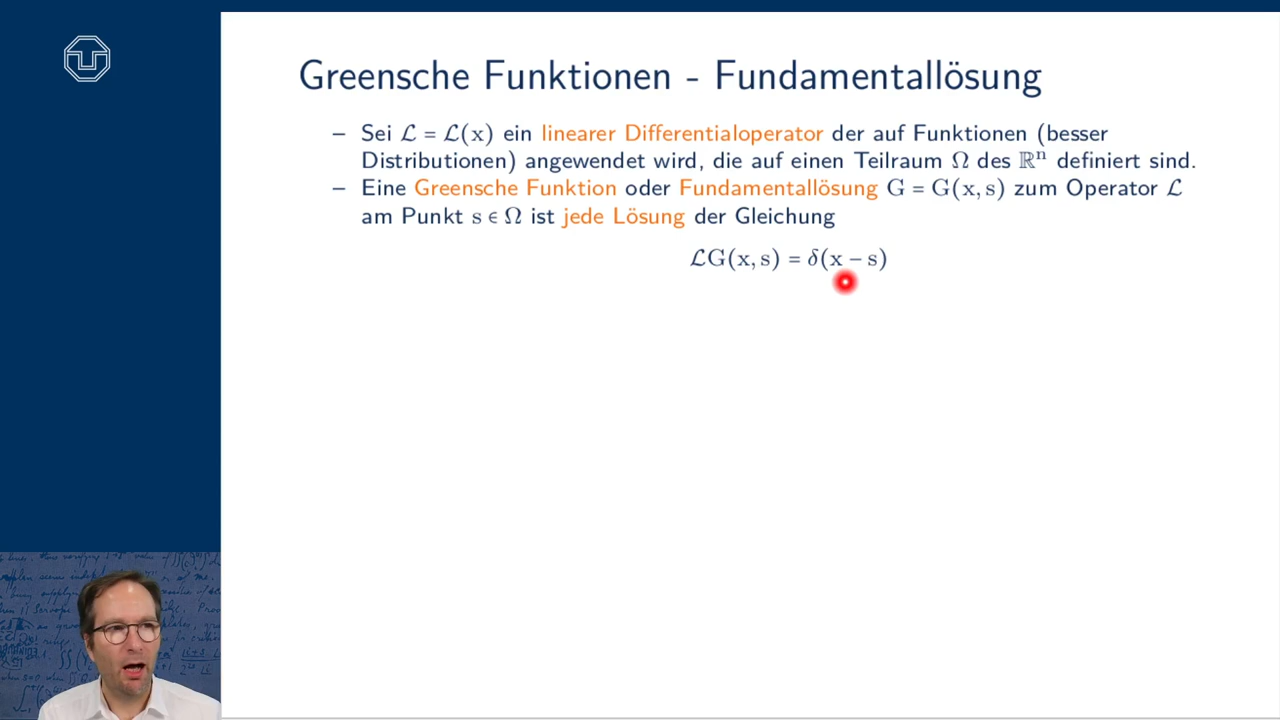 Greensche Funktionen - Fundamentallösung
– Sei ℒ = ℒ(x) ein linearer Differentialoperator der auf Funktionen (besser
Distributionen) angewendet wird, die auf einen Teilraum Ω des ℝⁿ definiert sind.
– Eine Greensche Funktion oder Fundamentallösung G = G(x, s) zum Operator ℒ
am Punkt s ∈ Ω ist jede Lösung der Gleichung
ℒG(x, s) = δ(x − s)